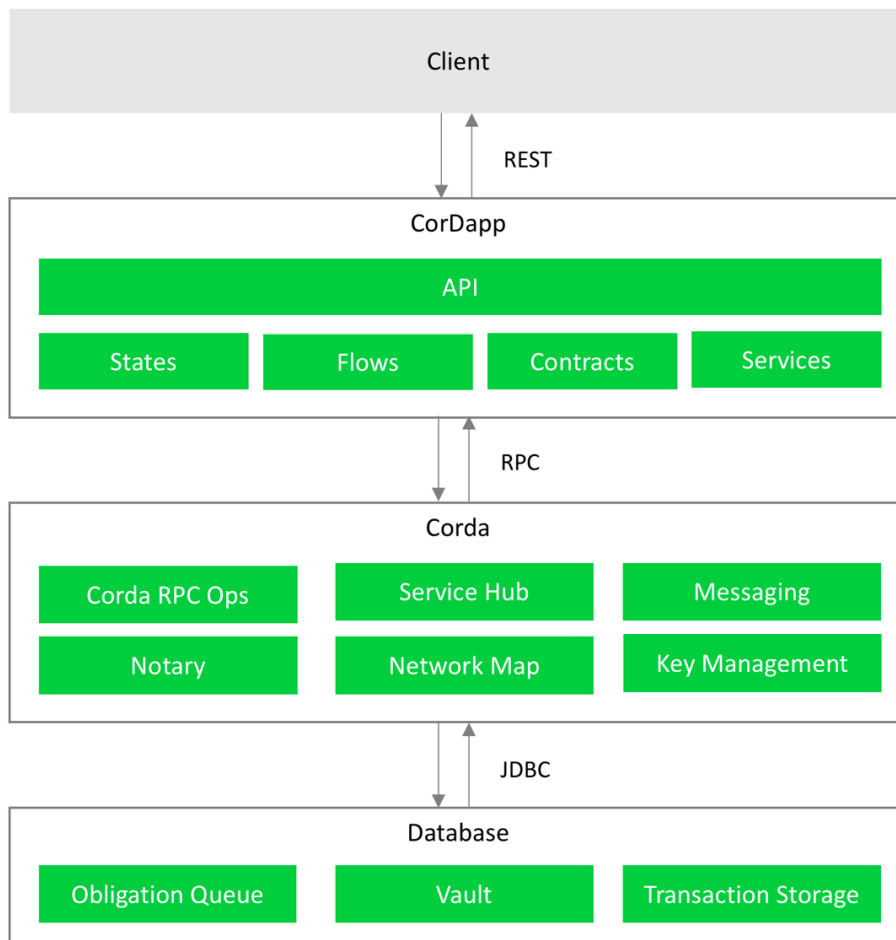 Client
REST
CorDapp
API
States
Flows
Contracts
Services
RPC
Corda
Corda RPC Ops
Service Hub
Messaging
Notary
Network Map
Key Management
JDBC
Database
Obligation Queue
Vault
Transaction Storage